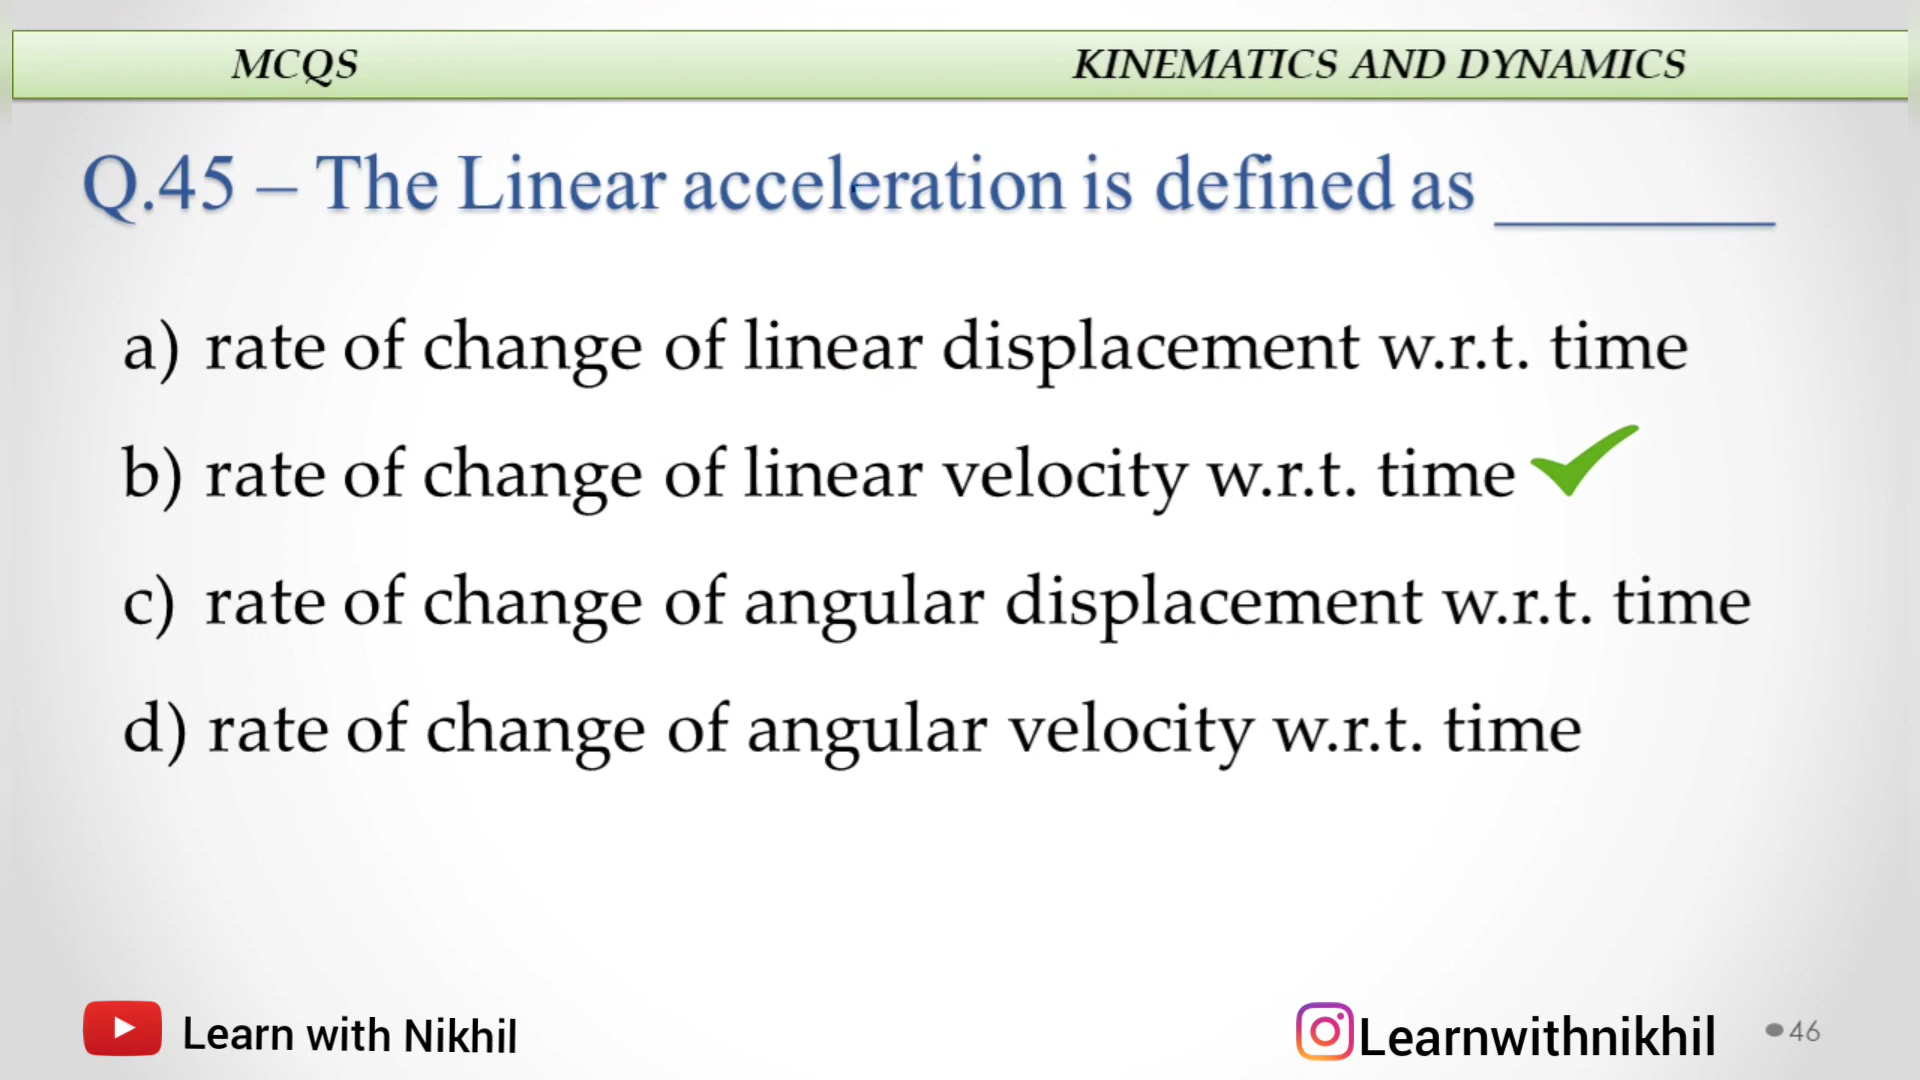 MCQS KINEMATICS AND DYNAMICS
Q.45 – The Linear acceleration is defined as ________
a) rate of change of linear displacement w.r.t. time
b) rate of change of linear velocity w.r.t. time
c) rate of change of angular displacement w.r.t. time
d) rate of change of angular velocity w.r.t. time
Learn with Nikhil Learnwithnikhil 46